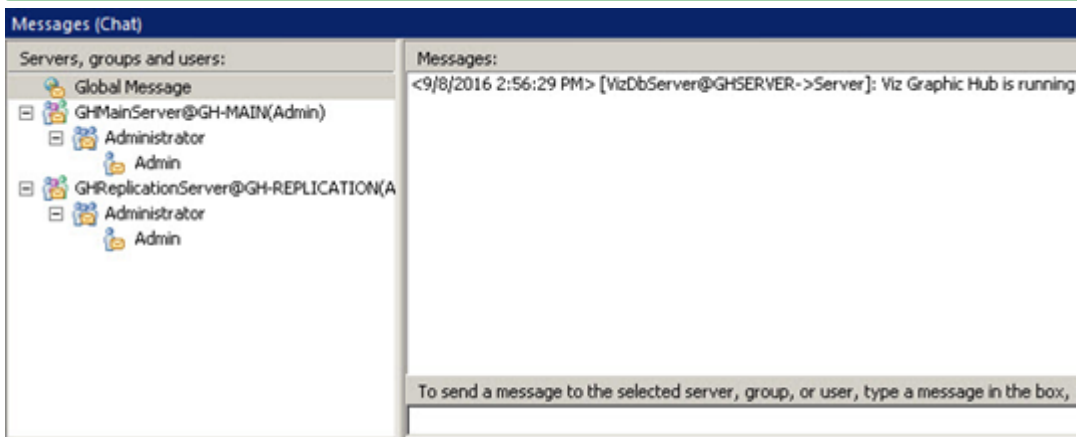 Messages (Chat)
Servers, groups and users:
Global Message
GHMainServer@GH-MAIN(Admin)
Administrator
Admin
GHReplicationServer@GH-REPLICATION(A
Administrator
Admin
Messages:
<9/8/2016 2:56:29 PM> [VizDbServer@GHSERVER->Server]: Viz Graphic Hub is running
To send a message to the selected server, group, or user, type a message in the box,